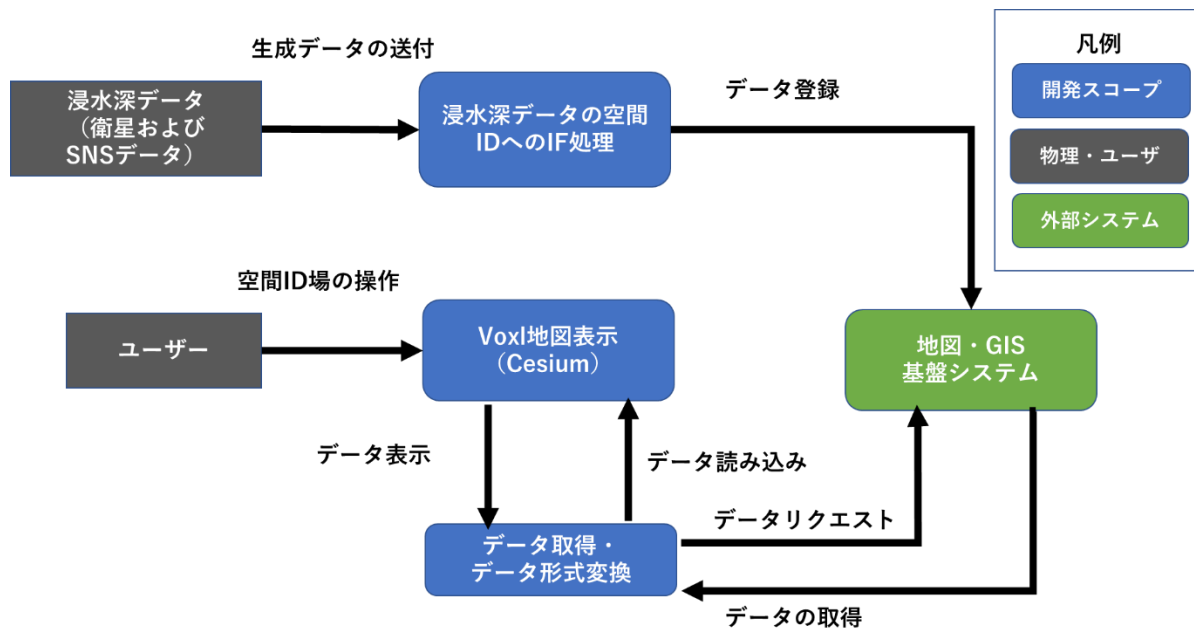 生成データの送付
浸水深データ
（衛星および
SNSデータ）
浸水深データの空間
IDへのIF処理
データ登録
凡例
開発スコープ
物理・ユーザ
外部システム
空間ID場の操作
ユーザー
Voxl地図表示
（Cesium）
地図・GIS
基盤システム
データ表示
データ読み込み
データリクエスト
データ取得・
データ形式変換
データの取得